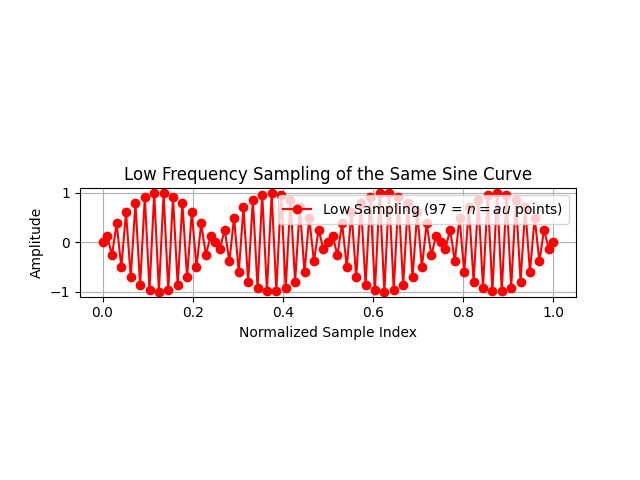 Low Frequency Sampling of the Same Sine Curve
Low Sampling (97 = n = au points)
Amplitude
1
0
−1
0.0 0.2 0.4 0.6 0.8 1.0
Normalized Sample Index